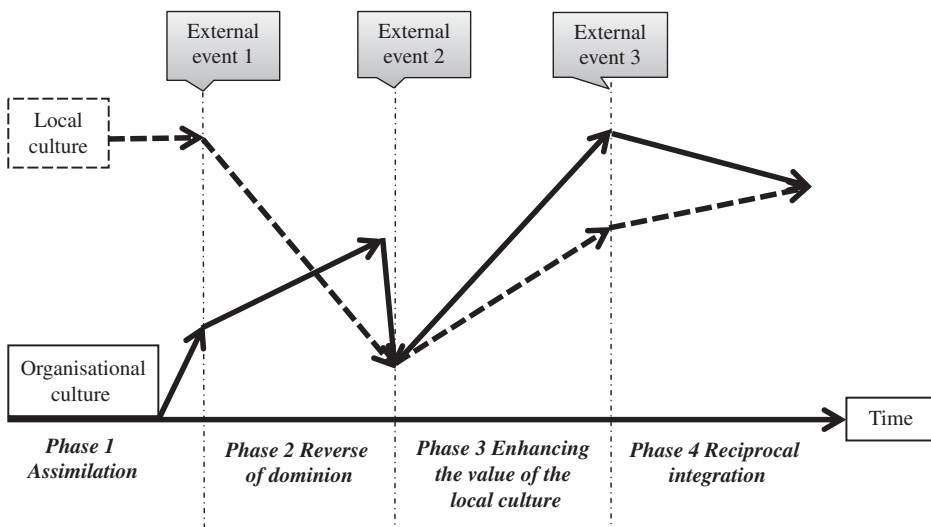 External
event 1
External
event 2
External
event 3
Local
culture
Organisational
culture
Time
Phase 1
Assimilation
Phase 2 Reverse
of dominion
Phase 3 Enhancing
the value of the
local culture
Phase 4 Reciprocal
integration